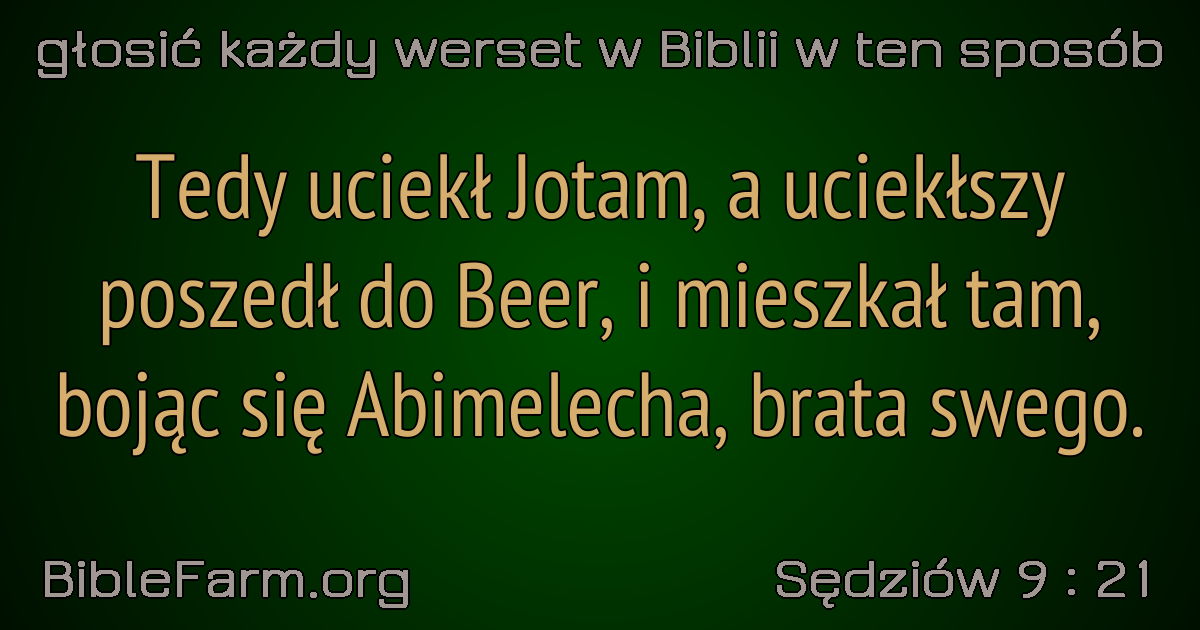 głosić każdy werset w Biblii w ten sposób
Tedy uciekł Jotam, a uciekłszy
poszedł do Beer, i mieszkał tam,
bojąc się Abimelecha, brata swego.
BibleFarm.org
Sędziów 9 : 21